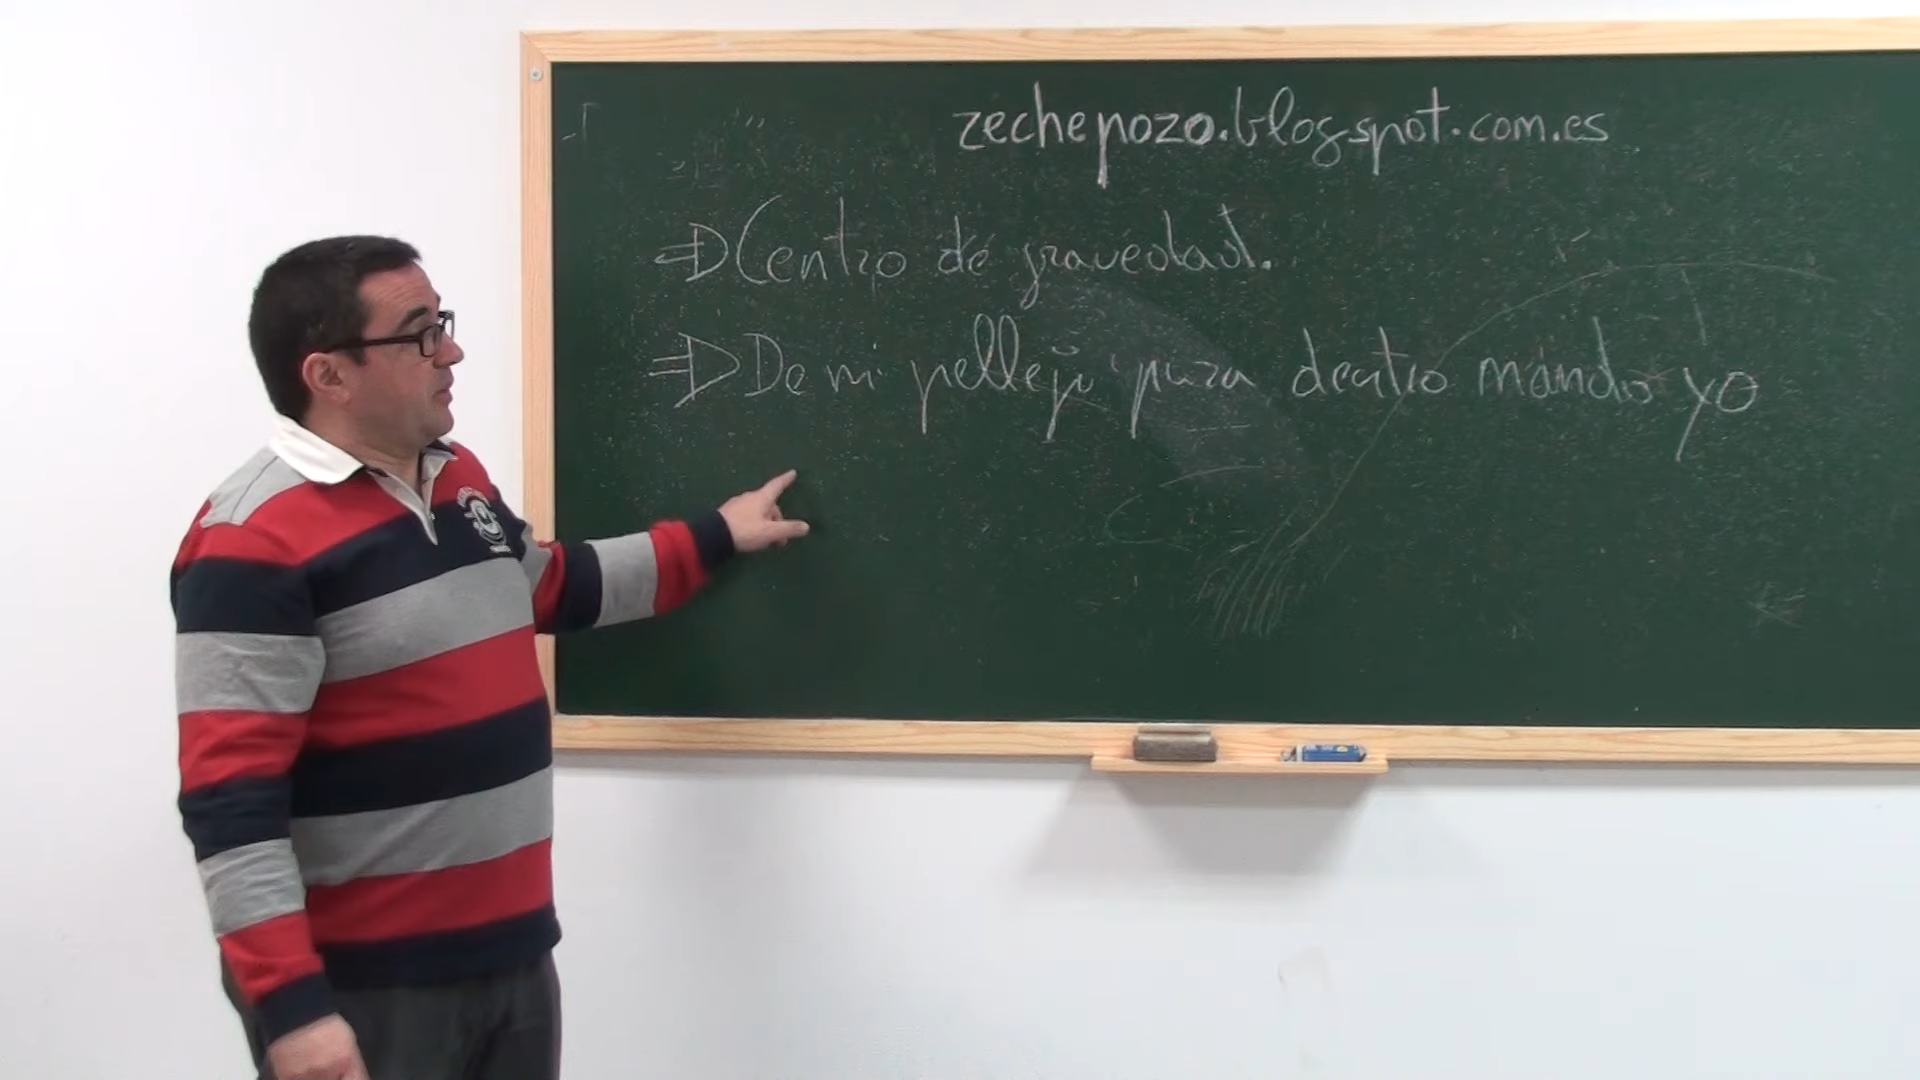 zechepozo.blogspot.com.es
⇒ Centro de gravedad.
⇒ De mi pellejo para dentro mando yo